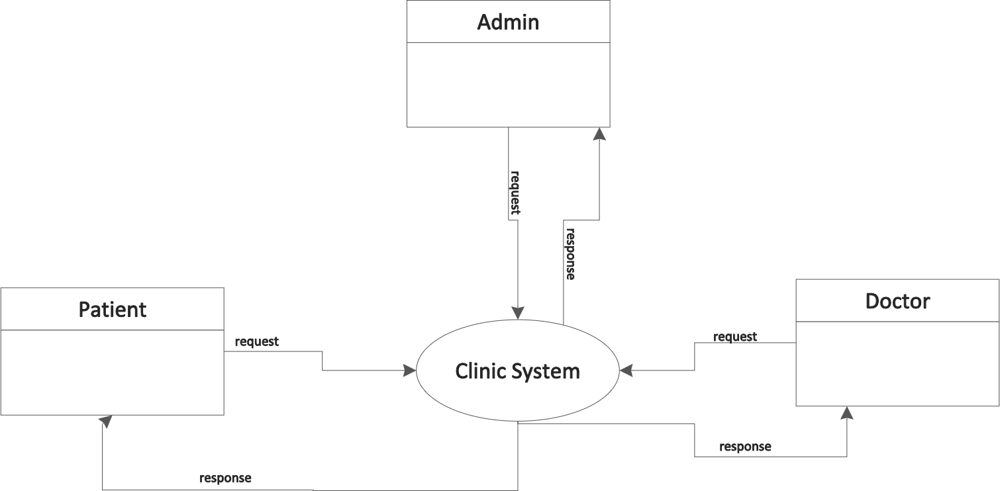 Admin
request
response
Patient
Doctor
request
request
Clinic System
response
response